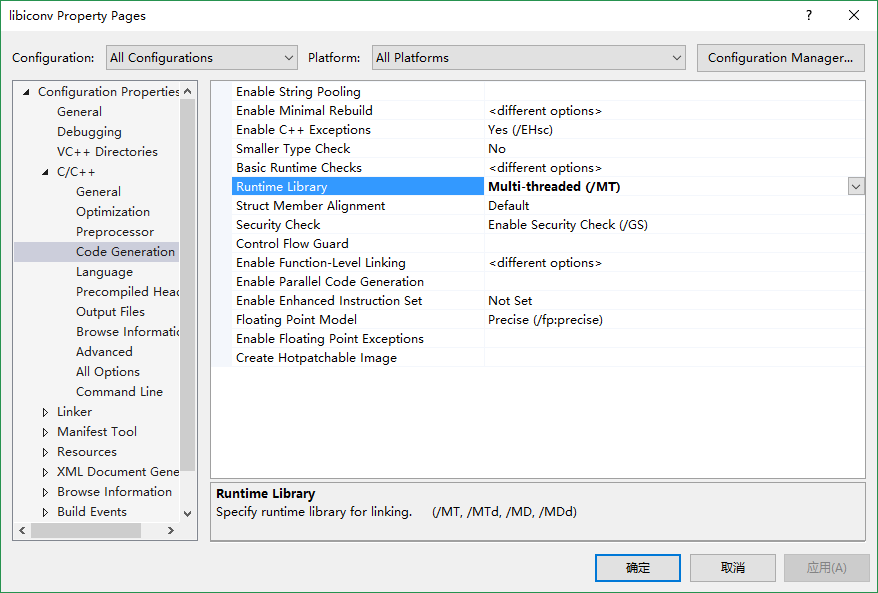 libiconv Property Pages
?
Configuration: All Configurations Platform: All Platforms Configuration Manager...
Configuration Properties
General
Debugging
VC++ Directories
C/C++
General
Optimization
Preprocessor
Code Generation
Language
Precompiled Head
Output Files
Browse Informatio
Advanced
All Options
Command Line
Linker
Manifest Tool
Resources
XML Document Gene
Browse Information
Build Events
Enable String Pooling
Enable Minimal Rebuild <different options>
Enable C++ Exceptions Yes (/EHsc)
Smaller Type Check No
Basic Runtime Checks <different options>
Runtime Library Multi-threaded (/MT)
Struct Member Alignment Default
Security Check Enable Security Check (/GS)
Control Flow Guard
Enable Function-Level Linking <different options>
Enable Parallel Code Generation
Enable Enhanced Instruction Set Not Set
Floating Point Model Precise (/fp:precise)
Enable Floating Point Exceptions
Create Hotpatchable Image
Runtime Library
Specify runtime library for linking. (/MT, /MTd, /MD, /MDd)
确定 取消 应用(A)